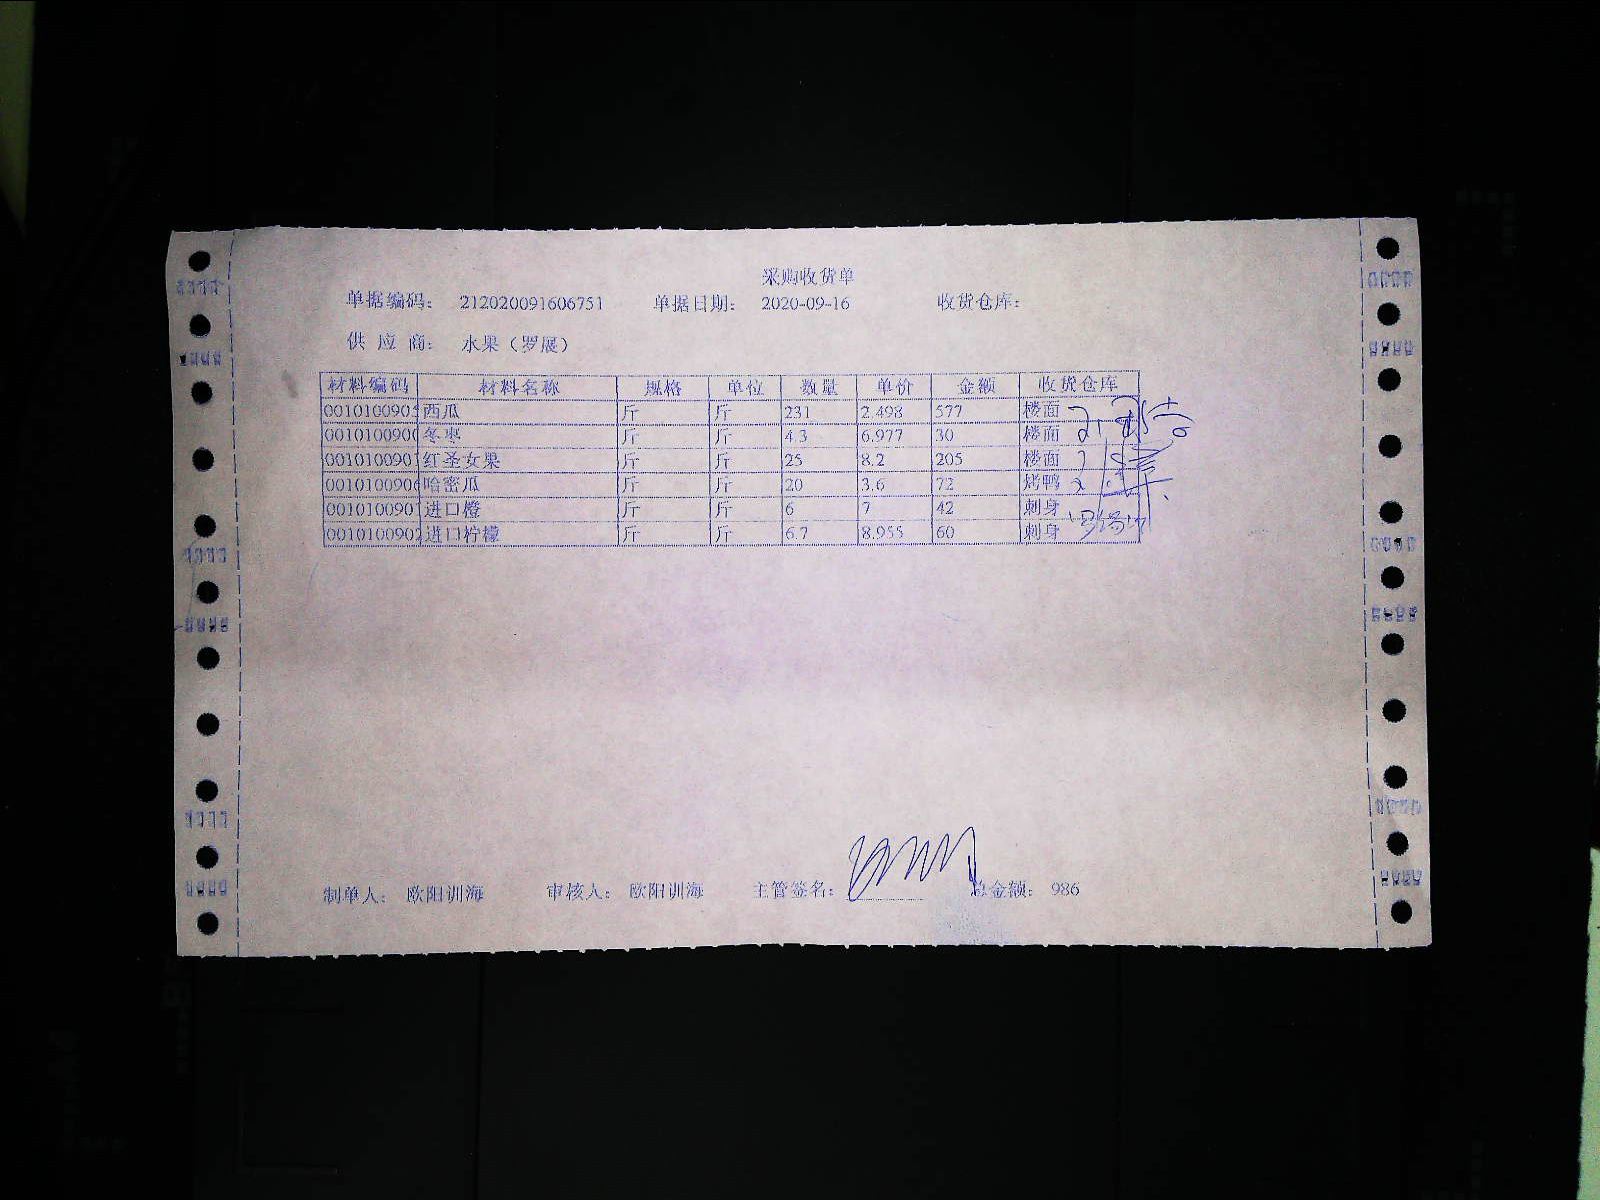 采购收货单
单据编码: 212020091606751 单据日期: 2020-09-16 收货仓库:
供 应 商: 水果（罗展）
材料编码 材料名称 规格 单位 数量 单价 金额 收货仓库
0010100905 西瓜 斤 斤 231 2.498 577 楼面
0010100900 冬枣 斤 斤 4.3 6.977 30 楼面
001010090 红圣女果 斤 斤 25 8.2 205 楼面
0010100906 哈密瓜 斤 斤 20 3.6 72 烤鸭
001010090 进口橙 斤 斤 6 7 42 刺身
0010100902 进口柠檬 斤 斤 6.7 8.955 60 刺身
制单人: 欧阳训海 审核人: 欧阳训海 主管签名: 总金额: 986